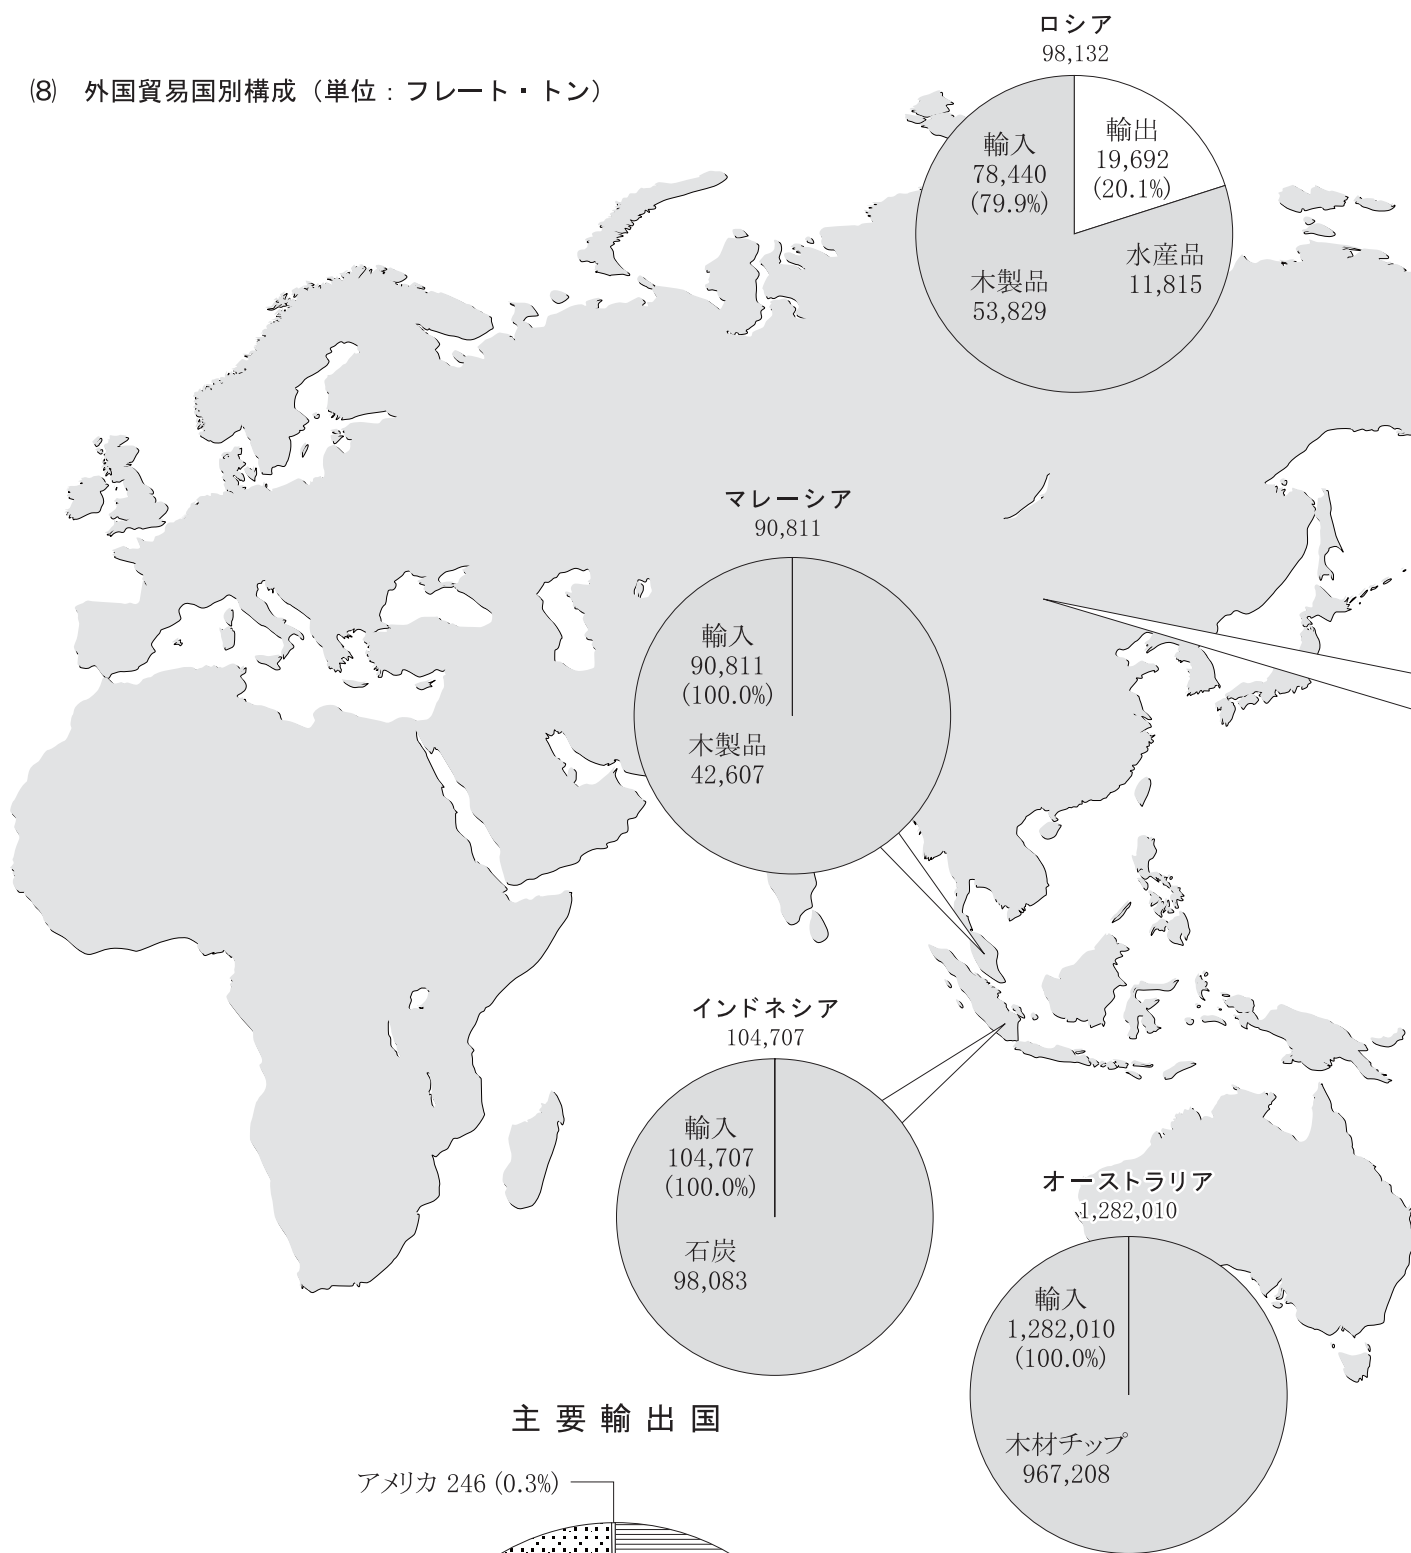 ⑻ 外国貿易国別構成（単位：フレート・トン）
ロシア
98,132
輸出
19,692
(20.1%)
輸入
78,440
(79.9%)
水産品
11,815
木製品
53,829
マレーシア
90,811
輸入
90,811
(100.0%)
木製品
42,607
インドネシア
104,707
輸入
104,707
(100.0%)
石炭
98,083
オーストラリア
1,282,010
輸入
1,282,010
(100.0%)
木材チップ
967,208
主要輸出国
アメリカ 246 (0.3%)